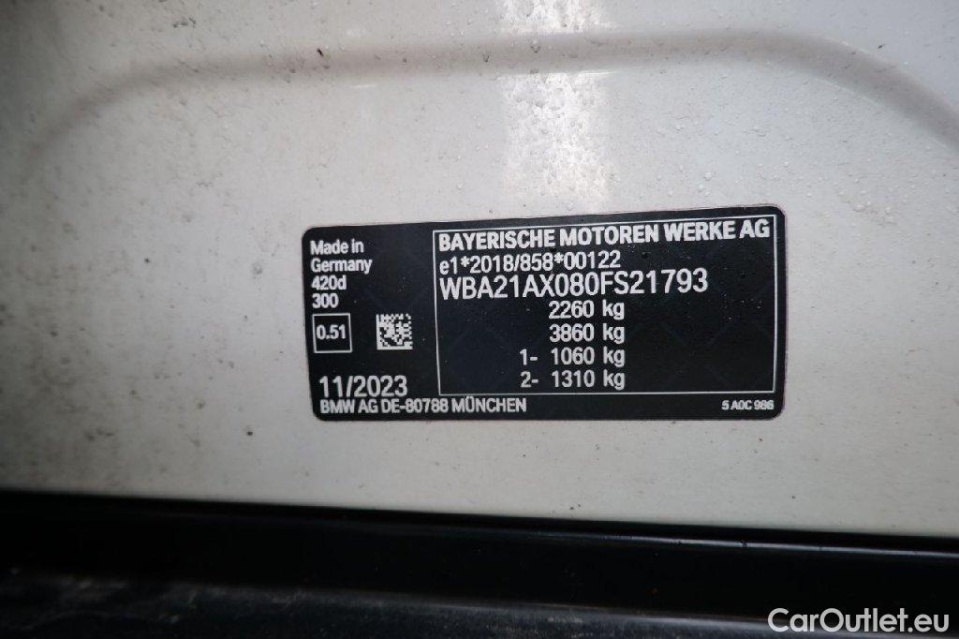 Made in
Germany
420d
300
0.51
11/2023
BAYERISCHE MOTOREN WERKE AG
e1*2018/858*00122
WBA21AX080FS21793
2260 kg
3860 kg
1- 1060 kg
2- 1310 kg
BMW AG DE-80788 MÜNCHEN
5 A0C 986
CarOutlet.eu